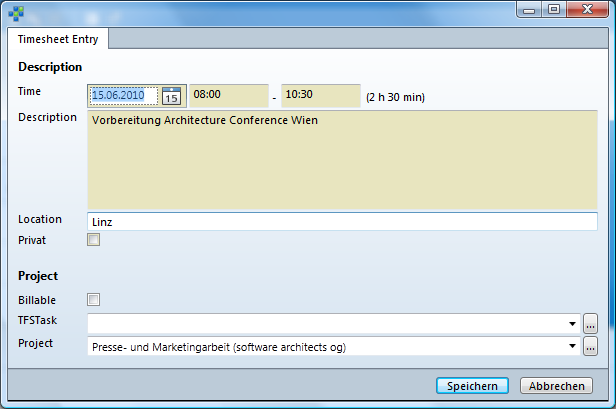 Timesheet Entry
Description
Time 15.06.2010 15 08:00 - 10:30 (2 h 30 min)
Description Vorbereitung Architecture Conference Wien
Location Linz
Privat
Project
Billable
TFSTask ...
Project Presse- und Marketingarbeit (software architects og) ...
Speichern Abbrechen